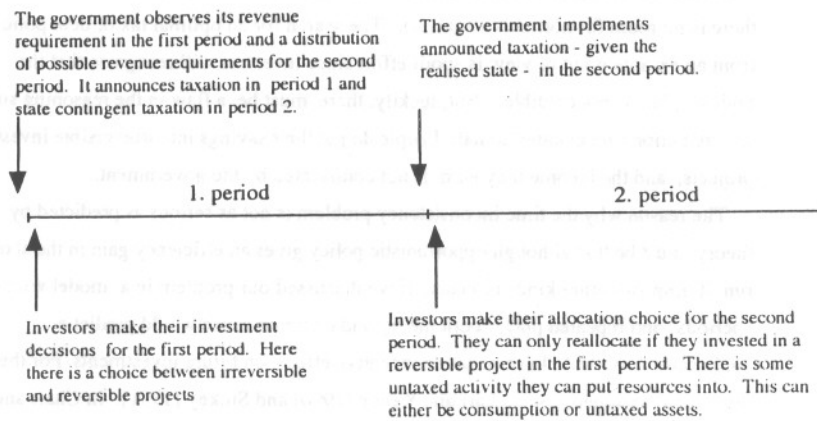 The government observes its revenue
requirement in the first period and a distribution
of possible revenue requirements for the second
period. It announces taxation in period 1 and
state contingent taxation in period 2.
The government implements
announced taxation - given the
realised state - in the second period.
1. period
2. period
Investors make their investment
decisions for the first period. Here
there is a choice between irreversible
and reversible projects
Investors make their allocation choice for the second
period. They can only reallocate if they invested in a
reversible project in the first period. There is some
untaxed activity they can put resources into. This can
either be consumption or untaxed assets.